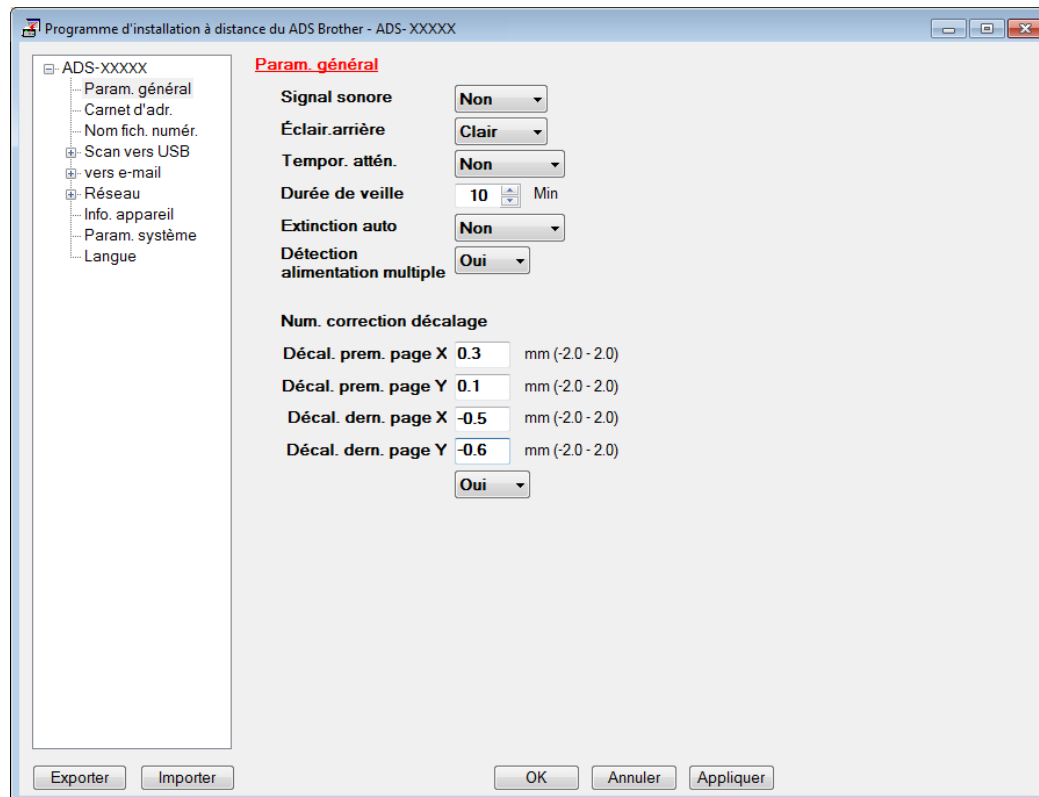 Programme d'installation à distance du ADS Brother - ADS- XXXXX
ADS-XXXXX
Param. général
Carnet d'adr.
Nom fich. numér.
Scan vers USB
vers e-mail
Réseau
Info. appareil
Param. système
Langue
Param. général
Signal sonore Non
Éclair.arrière Clair
Tempor. attén. Non
Durée de veille 10 Min
Extinction auto Non
Détection
alimentation multiple Oui
Num. correction décalage
Décal. prem. page X 0.3 mm (-2.0 - 2.0)
Décal. prem. page Y 0.1 mm (-2.0 - 2.0)
Décal. dern. page X -0.5 mm (-2.0 - 2.0)
Décal. dern. page Y -0.6 mm (-2.0 - 2.0)
Oui
Exporter Importer OK Annuler Appliquer